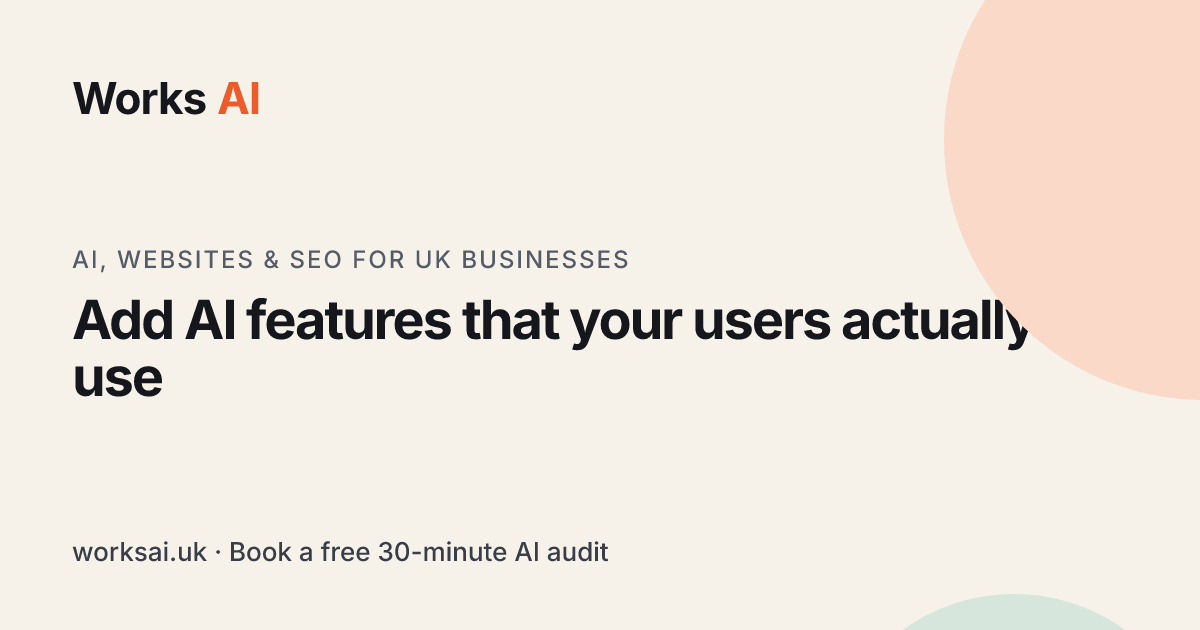 Works AI
AI, WEBSITES & SEO FOR UK BUSINESSES
Add AI features that your users actually
use
worksai.uk · Book a free 30-minute AI audit